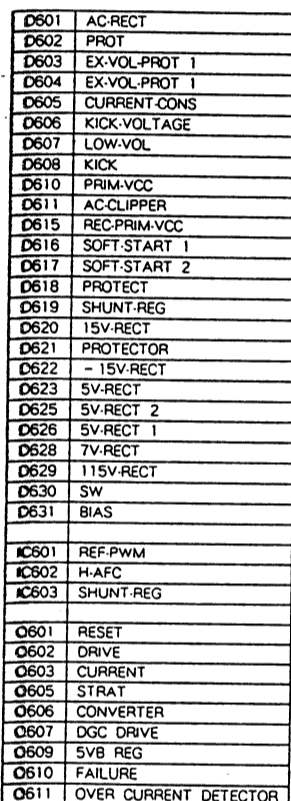 D601 AC-RECT
D602 PROT
D603 EX-VOL-PROT 1
D604 EX-VOL-PROT 1
D605 CURRENT-CONS
D606 KICK-VOLTAGE
D607 LOW-VOL
D608 KICK
D610 PRIM-VCC
D611 AC-CLIPPER
D615 REC-PRIM-VCC
D616 SOFT-START 1
D617 SOFT-START 2
D618 PROTECT
D619 SHUNT-REG
D620 15V-RECT
D621 PROTECTOR
D622 – 15V-RECT
D623 5V-RECT
D625 5V-RECT 2
D626 5V-RECT 1
D628 7V-RECT
D629 115V-RECT
D630 SW
D631 BIAS
IC601 REF-PWM
IC602 H-AFC
IC603 SHUNT-REG
Q601 RESET
Q602 DRIVE
Q603 CURRENT
Q605 STRAT
Q606 CONVERTER
Q607 DGC DRIVE
Q609 5VB REG
Q610 FAILURE
Q611 OVER CURRENT DETECTOR